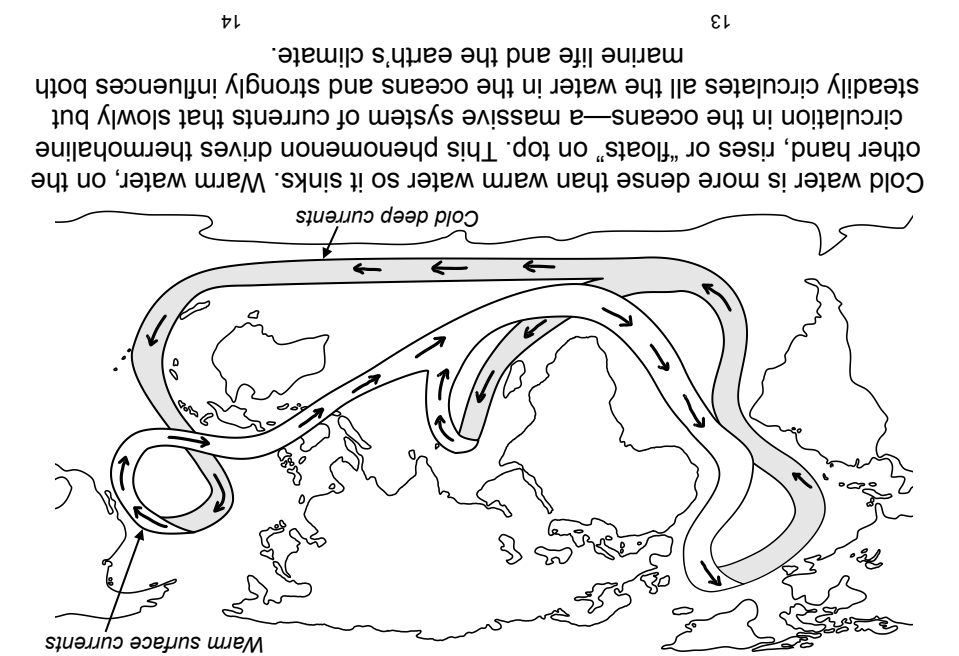 Warm surface currents
Cold deep currents
Cold water is more dense than warm water so it sinks. Warm water, on the
other hand, rises or “floats” on top. This phenomenon drives thermohaline
circulation in the oceans—a massive system of currents that slowly but
steadily circulates all the water in the oceans and strongly influences both
marine life and the earth’s climate.
13
14